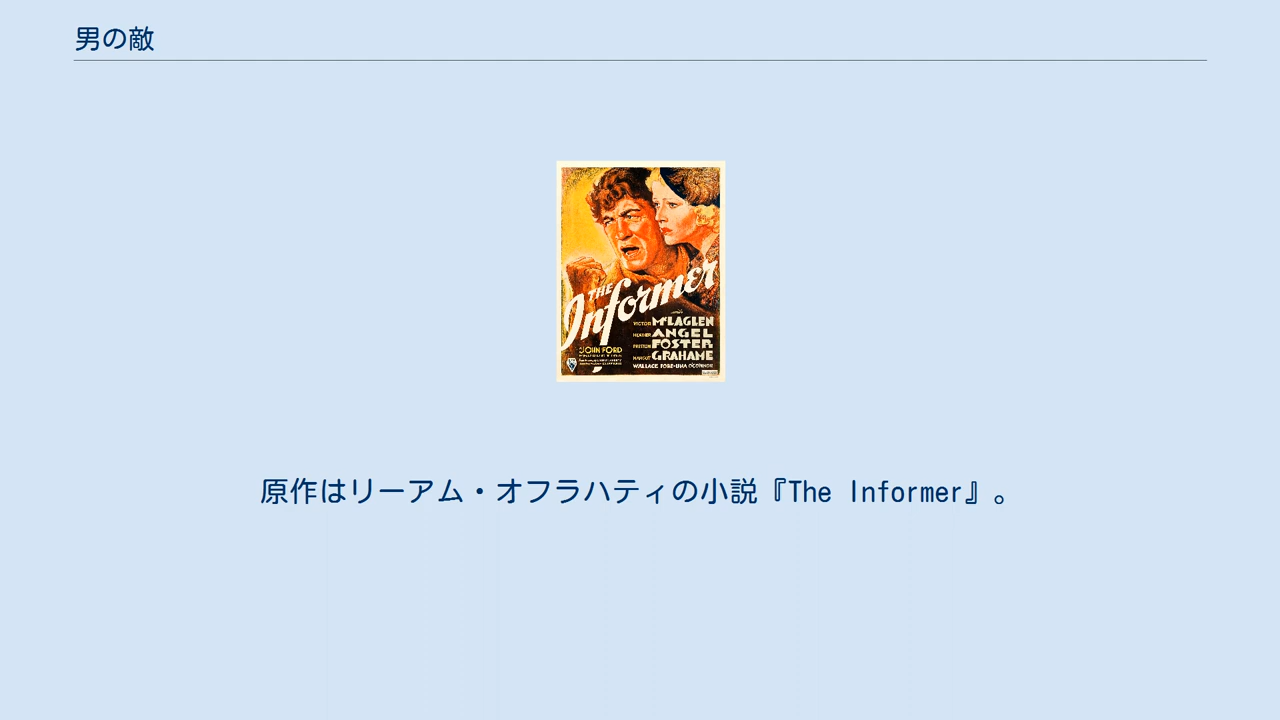 男の敵
THE
Informer
VICTOR McLAGLEN
HEATHER ANGEL
PRESTON FOSTER
MARGOT GRAHAME
WALLACE FORD-UNA O'CONNOR
JOHN FORD
原作はリーアム・オフラハティの小説『The Informer』。